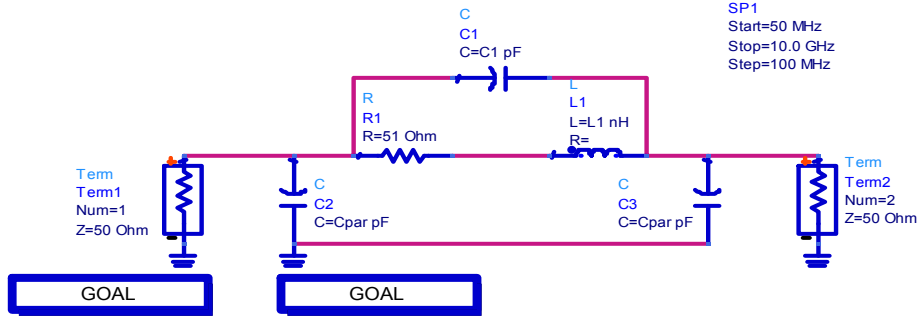 C
C1
C=C1 pF
SP1
Start=50 MHz
Stop=10.0 GHz
Step=100 MHz
R
R1
R=51 Ohm
L
L1
L=L1 nH
R=
Term
Term1
Num=1
Z=50 Ohm
C
C2
C=Cpar pF
C
C3
C=Cpar pF
Term
Term2
Num=2
Z=50 Ohm
GOAL
GOAL